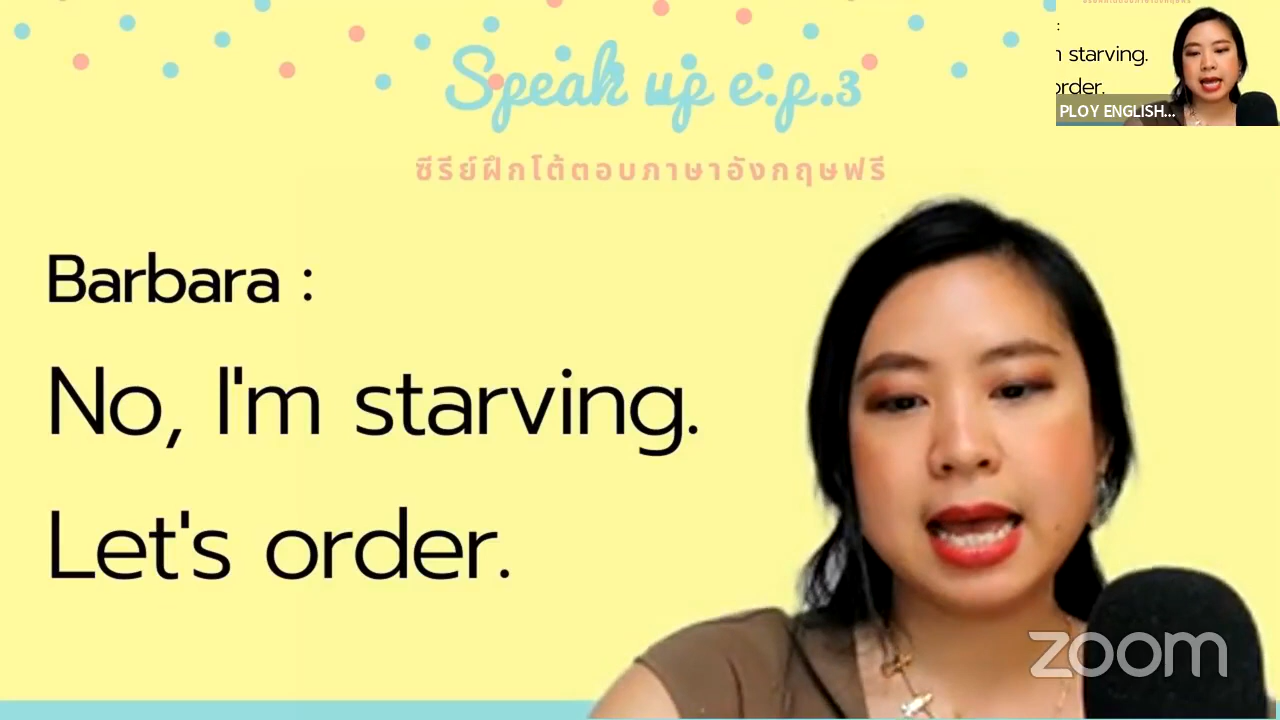 Speak up e.p.3
ซีรีย์ฝึกโต้ตอบภาษาอังกฤษฟรี
Barbara :
No, I'm starving.
Let's order.
:
starving.
order.
PLOY ENGLISH...
zoom